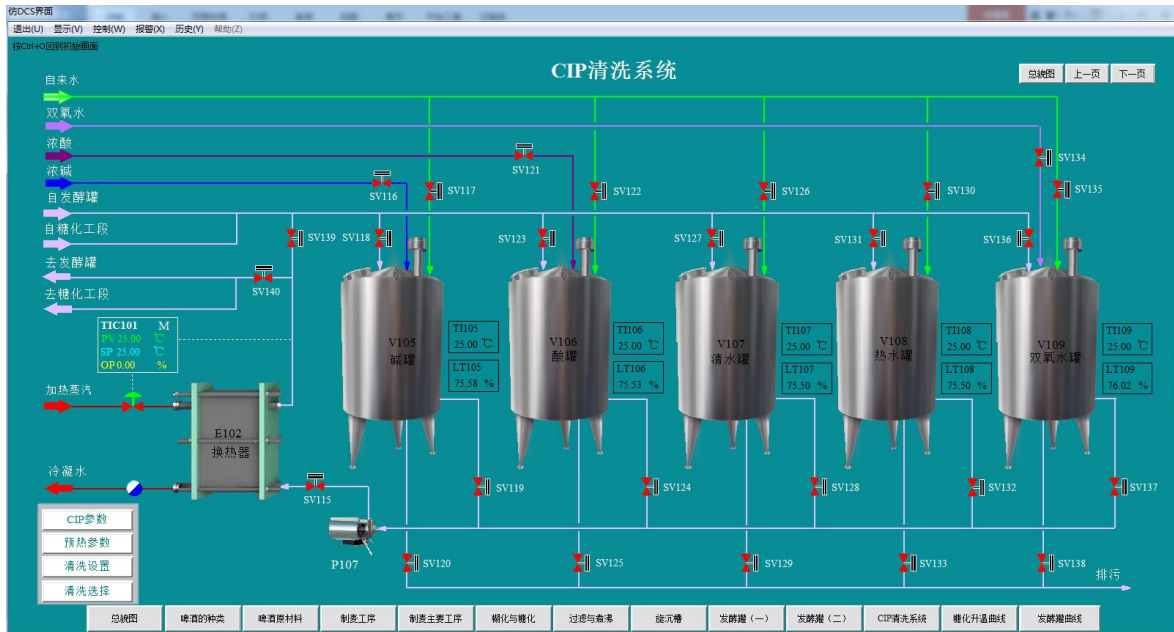 仿DCS界面
退出(U) 显示(V) 控制(W) 报警(X) 历史(Y) 帮助(Z)
按Ctrl+O回到初始画面
CIP清洗系统
总貌图 上一页 下一页
自来水
双氧水
浓酸
浓碱
自发酵罐
自糖化工段
去发酵罐
去糖化工段
SV134
SV121
SV116
SV117
SV122
SV126
SV130
SV135
SV139
SV118
SV123
SV127
SV131
SV136
SV140
TIC101 M
PV 25.00 ℃
SP 25.00 ℃
OP 0.00 %
V105
碱罐
TI105
25.00 ℃
LT105
75.58 %
V106
酸罐
TI106
25.00 ℃
LT106
75.53 %
V107
清水罐
TI107
25.00 ℃
LT107
75.50 %
V108
热水罐
TI108
25.00 ℃
LT108
75.50 %
V109
双氧水罐
TI109
25.00 ℃
LT109
76.02 %
加热蒸汽
E102
换热器
冷凝水
SV115
SV119
SV124
SV128
SV132
SV137
P107
SV120
SV125
SV129
SV133
SV138
排污
CIP参数
预热参数
清洗设置
清洗选择
总貌图 啤酒的种类 啤酒原材料 制麦工序 制麦主要工序 糊化与糖化 过滤与煮沸 旋沉槽 发酵罐（一） 发酵罐（二） CIP清洗系统 糖化升温曲线 发酵罐曲线